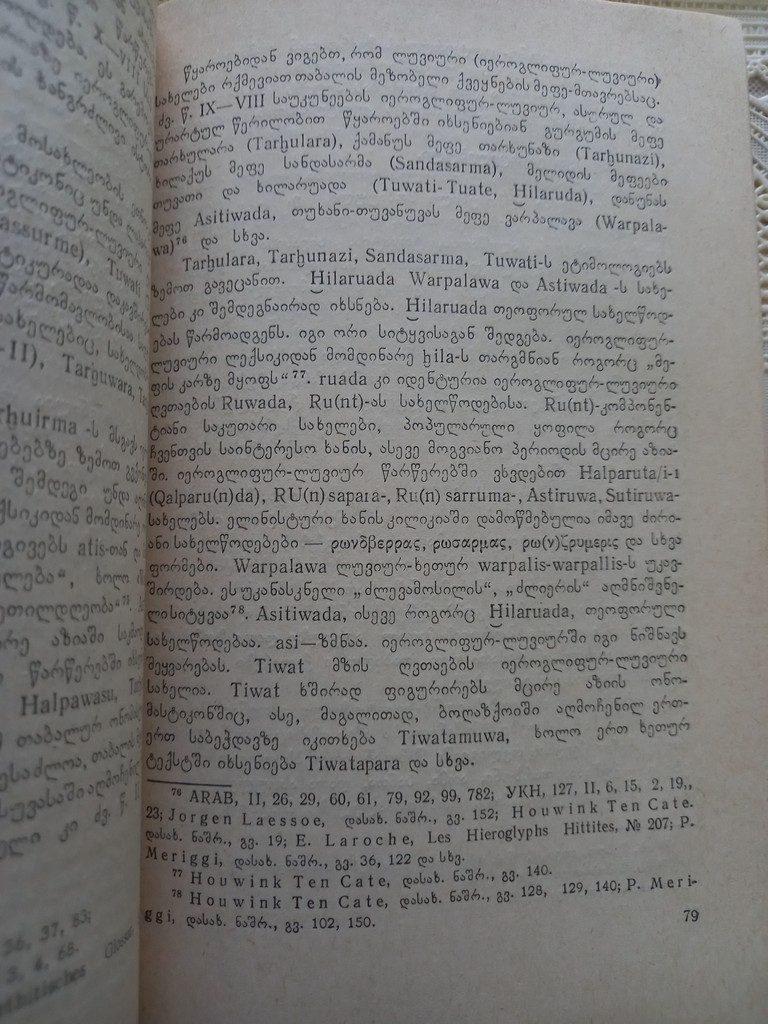 წყაროებიდან ვიგებთ, რომ ლუვიური (იეროგლიფურ-ლუვიური)
სახელები რქმევიათ თაბალის მეზობელი ქვეყნების მეფე-მთავრებსაც.
ძვ. წ. IX—VIII საუკუნეების იეროგლიფურ-ლუვიურ, ასურულ და
ურარტულ წერილობით წყაროებში იხსენიებიან გურგუმის მეფე
თარხულარა (Tarḫulara), ქამანუს მეფე თარხუნაზი (Tarḫunazi),
ხილაქუს მეფე სანდასარმა (Sandasarma), მელიდის მეფეები
თუვათი და ხილარუადა (Tuwati-Tuate, Ḫilaruda), დანუნას
მეფე Asitiwada, თუხანი-თუვანუვას მეფე ვარპალავა (Warpala-
wa)⁷⁶ და სხვა.
Tarḫulara, Tarḫunazi, Sandasarma, Tuwati-ს ეტიმოლოგიებს
ზემოთ გავეცანით. Ḫilaruada Warpalawa და Astiwada -ს სახე-
ლები კი შემდეგნაირად იხსნება. Ḫilaruada თეოფორულ სახელწოდ-
ებას წარმოადგენს. იგი ორი სიტყვისაგან შედგება. იეროგლიფურ-
ლუვიური ლექსიკიდან მომდინარე ḫila-ს თარგმნიან როგორც „მე-
ფის კარზე მყოფს“⁷⁷. ruada კი იდენტურია იეროგლიფურ-ლუვიური
ღვთაების Ruwada, Ru(nt)-ას სახელწოდებისა. Ru(nt)-კომპონენ-
ტიანი საკუთარი სახელები, პოპულარული ყოფილა როგორც
ჩვენთვის საინტერესო ხანის, ასევე მოგვიანო პერიოდის მცირე აზია-
ში. იეროგლიფურ-ლუვიურ წარწერებში ვხვდებით Halparuta/i-ı
(Qalparu(n)da), RU(n) sapara-, Ru(n) sarruma-, Astiruwa, Sutiruwa-
სახელებს. ელინისტური ხანის კილიკიაში დამოწმებულია იმავე ძირი-
ანი სახელწოდებები — ρωνδβερρας, ρωσαρμας, ρω(ν)ζρυμερις და სხვა
ფორმები. Warpalawa ლუვიურ-ხეთურ warpalis-warpallis-ს უკავ-
შირდება. ეს უკანასკნელი „ძლევამოსილის“, „ძლიერის“ აღმნიშვნე-
ლი სიტყვაა⁷⁸. Asitiwada, ისევე როგორც Ḫilaruada, თეოფორული
სახელწოდებაა. asi—ზმნაა. იეროგლიფურ-ლუვიურში იგი ნიშნავს
შეყვარებას. Tiwat მზის ღვთაების იეროგლიფურ-ლუვიური
სახელია. Tiwat ხშირად ფიგურირებს მცირე აზიის ონო-
მასტიკონშიც, ასე, მაგალითად, ბოღაზქოიში აღმოჩენილ ერთ-
ერთ საბეჭდავზე იკითხება Tiwatamuwa, ხოლო ერთ ხეთურ
ტექსტში იხსენიება Tiwatapara და სხვა.
⁷⁶ ARAB, II, 26, 29, 60, 61, 79, 92, 99, 782; УКН, 127, II, 6, 15, 2, 19,,
23; Jorgen Laessoe, დასახ. ნაშრ., გვ. 152; Houwink Ten Cate.
დასახ. ნაშრ., გვ. 19; E. Laroche, Les Hieroglyphs Hittites, № 207; P.
Meriggi, დასახ. ნაშრ., გვ. 36, 122 და სხვ.
⁷⁷ Houwink Ten Cate, დასახ. ნაშრ., გვ. 140.
⁷⁸ Houwink Ten Cate, დასახ. ნაშრ., გვ. 128, 129, 140; P. Meri-
ggi, დასახ. ნაშრ., გვ. 102, 150.
79